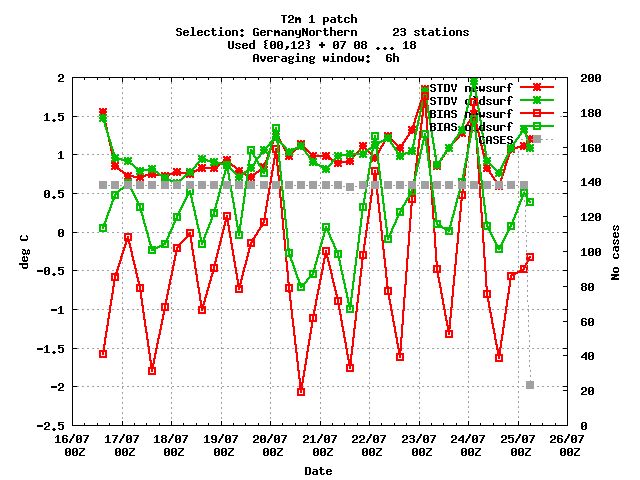 T2m 1 patch
Selection: GermanyNorthern 23 stations
Used {00,12} + 07 08 ... 18
Averaging window: 6h
STDV newsurf
STDV oldsurf
BIAS newsurf
BIAS oldsurf
CASES
deg C
2
1.5
1
0.5
0
-0.5
-1
-1.5
-2
-2.5
No cases
200
180
160
140
120
100
80
60
40
20
0
16/07 17/07 18/07 19/07 20/07 21/07 22/07 23/07 24/07 25/07 26/07
00Z 00Z 00Z 00Z 00Z 00Z 00Z 00Z 00Z 00Z 00Z
Date